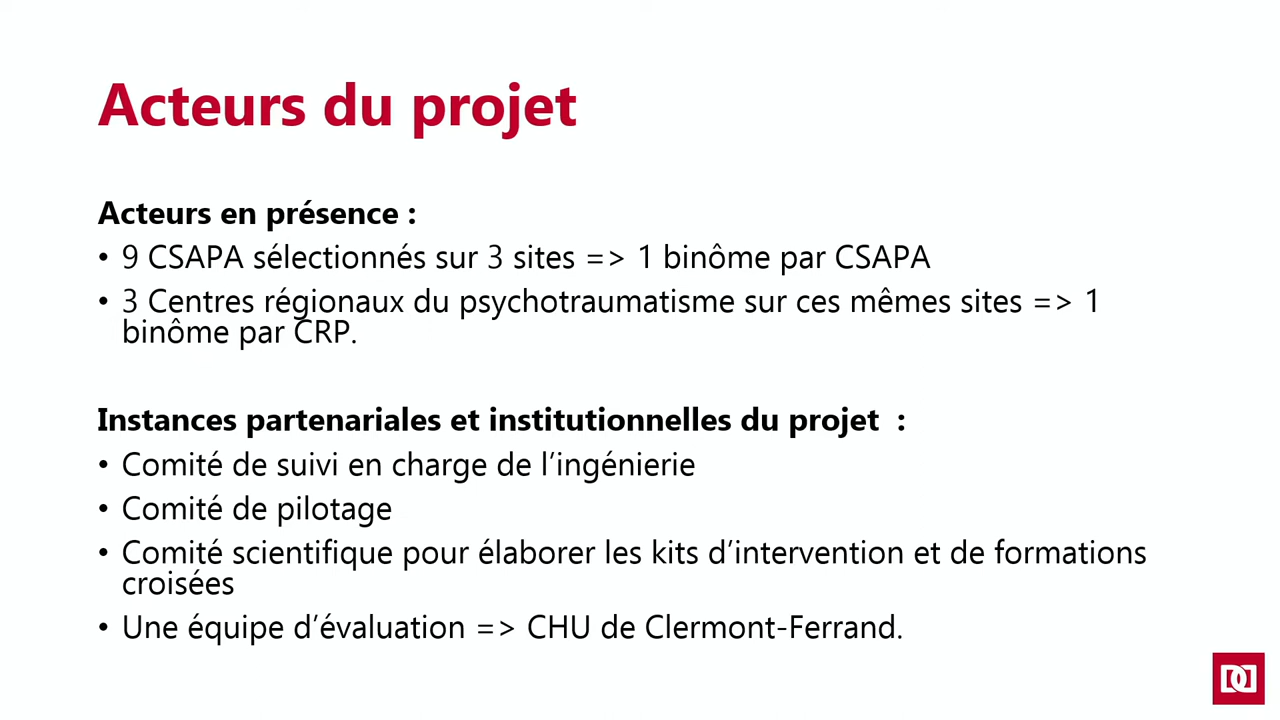 Acteurs du projet
Acteurs en présence :
• 9 CSAPA sélectionnés sur 3 sites => 1 binôme par CSAPA
• 3 Centres régionaux du psychotraumatisme sur ces mêmes sites => 1
binôme par CRP.
Instances partenariales et institutionnelles du projet  :
• Comité de suivi en charge de l’ingénierie
• Comité de pilotage
• Comité scientifique pour élaborer les kits d’intervention et de formations
croisées
• Une équipe d’évaluation => CHU de Clermont-Ferrand.